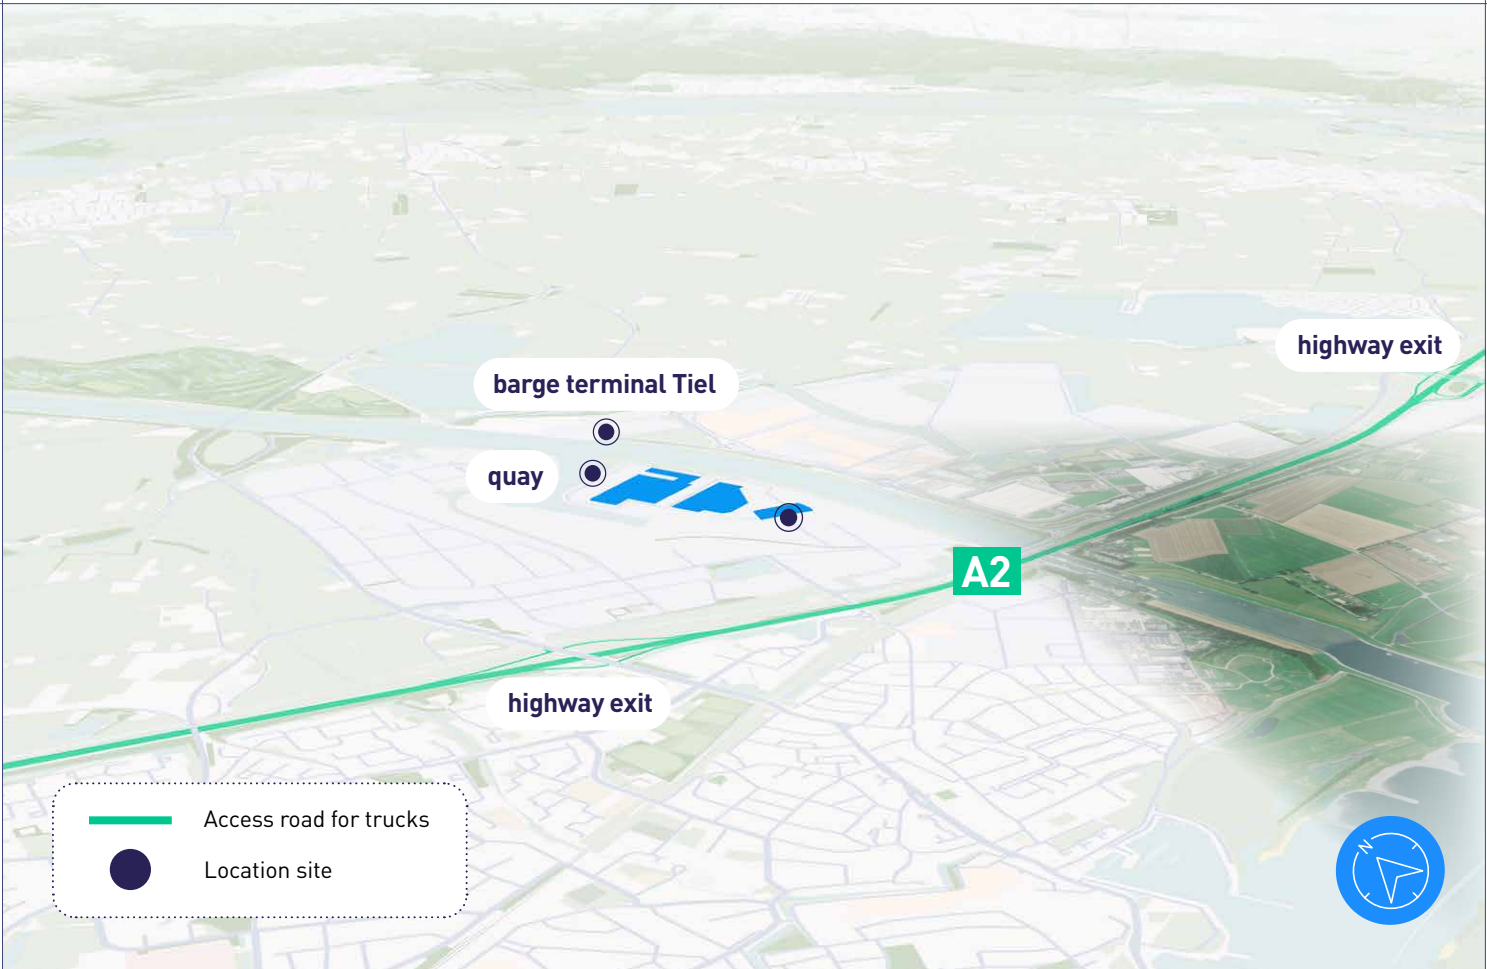 highway exit
barge terminal Tiel
quay
A2
highway exit
Access road for trucks
Location site
N